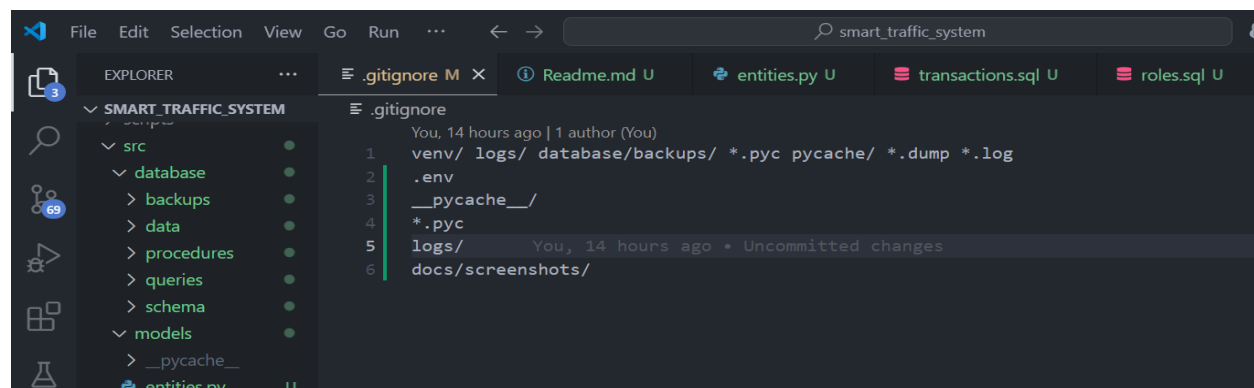 File Edit Selection View Go Run ··· ← → smart_traffic_system
EXPLORER ···
.gitignore M × Readme.md U entities.py U transactions.sql U roles.sql U
3
SMART_TRAFFIC_SYSTEM
.gitignore
scripts
You, 14 hours ago | 1 author (You)
src
1 venv/ logs/ database/backups/ *.pyc pycache/ *.dump *.log
database
2 .env
backups
3 __pycache__/
69
data
4 *.pyc
procedures
5 logs/ You, 14 hours ago • Uncommitted changes
queries
6 docs/screenshots/
schema
models
__pycache__
entities.py U